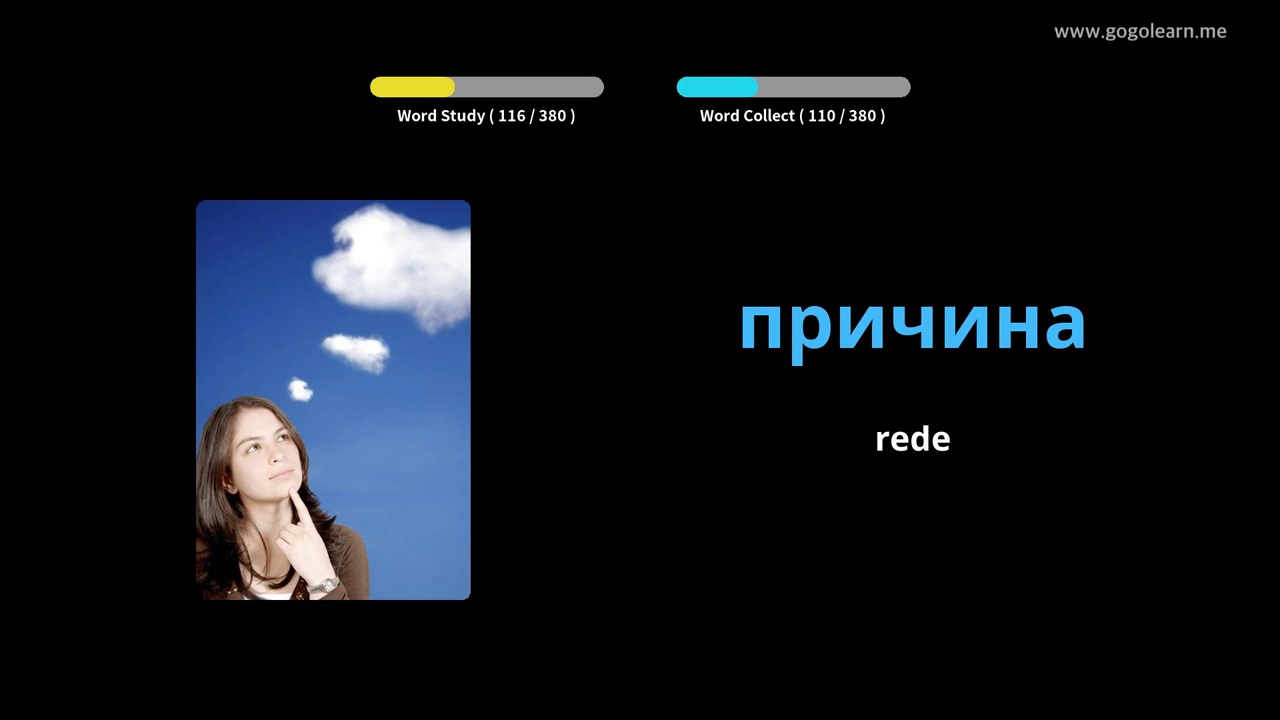 www.gogolearn.me
Word Study ( 116 / 380 )
Word Collect ( 110 / 380 )
причина
rede